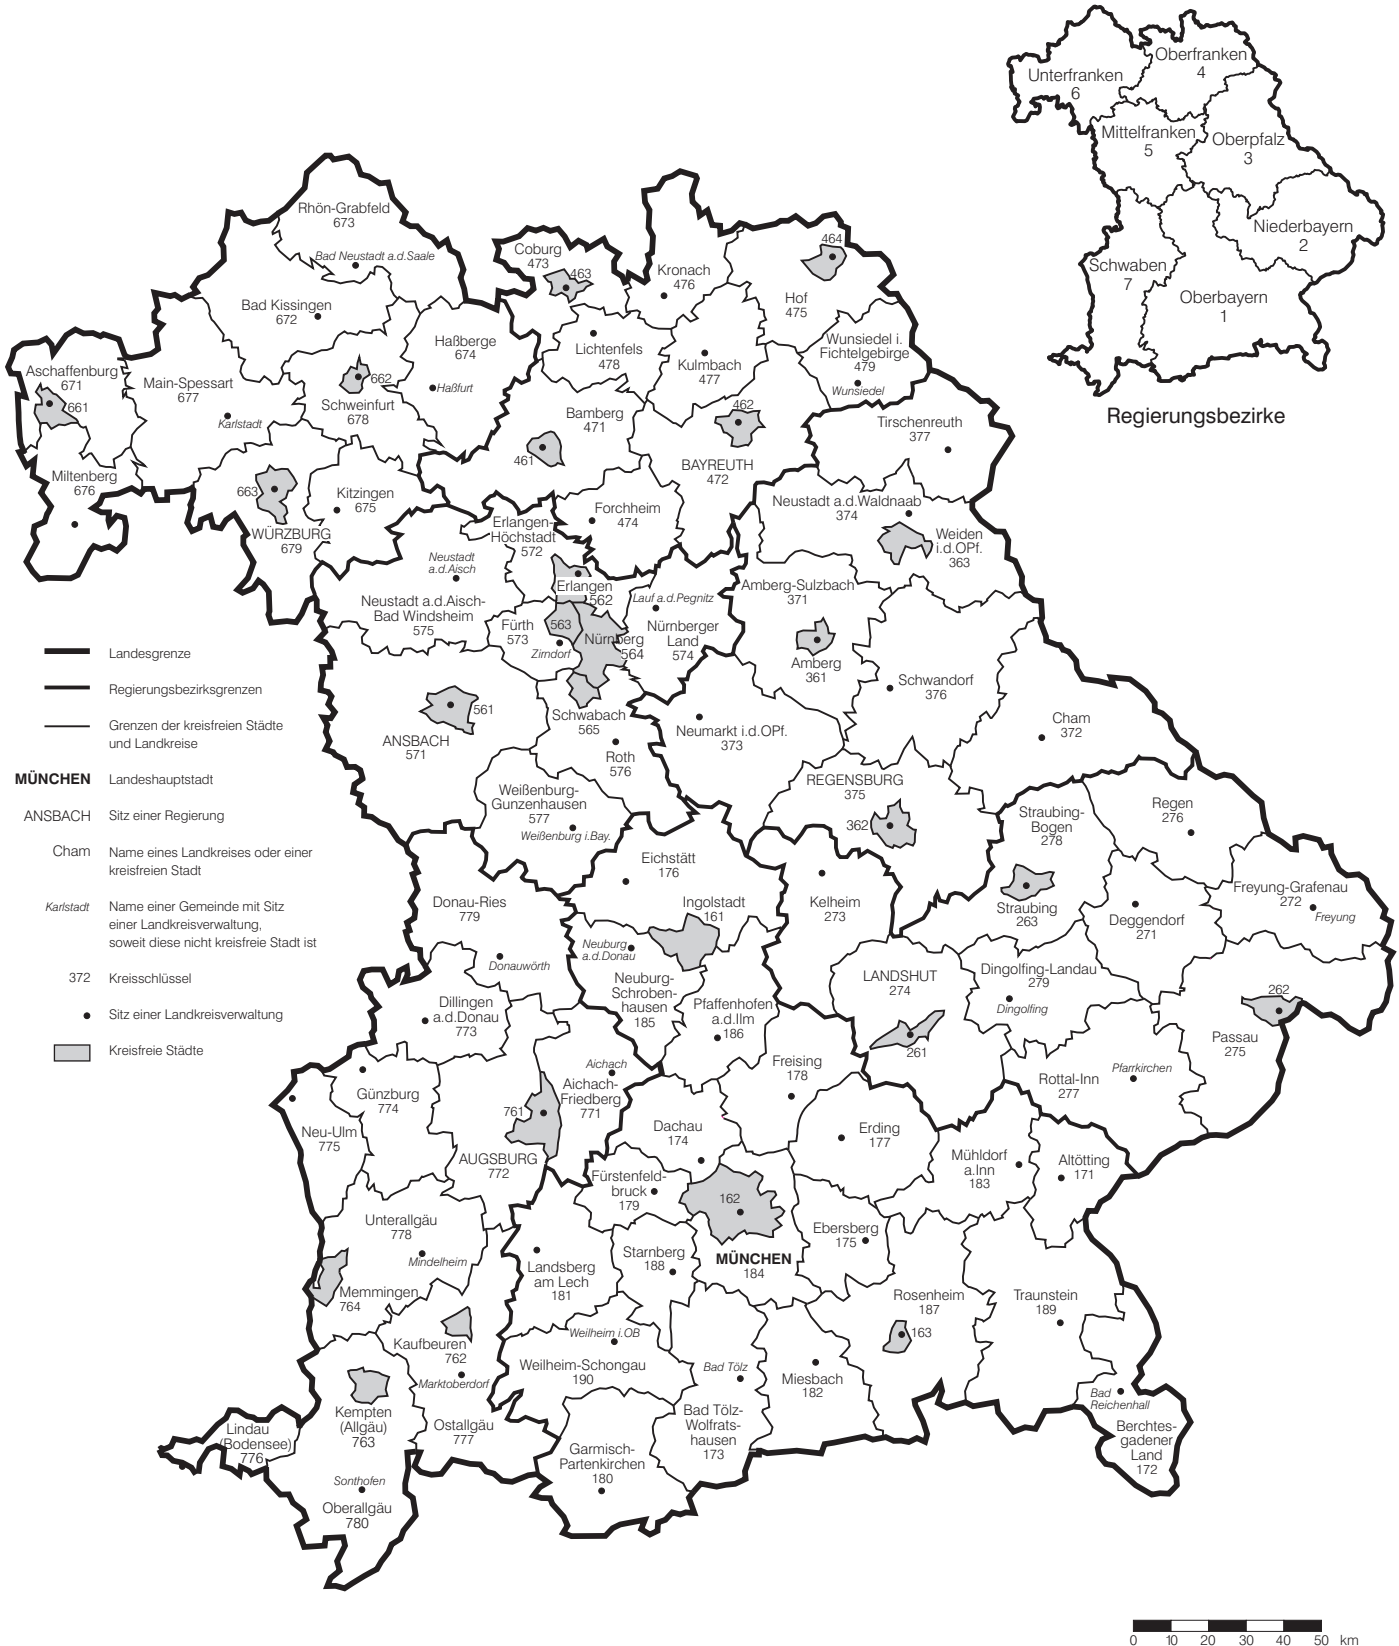 Oberfranken
4
Unterfranken
6
Mittelfranken
5
Oberpfalz
3
Niederbayern
2
Schwaben
7
Oberbayern
1
Regierungsbezirke
Rhön-Grabfeld
673
Bad Neustadt a.d.Saale
Bad Kissingen
672
Coburg
473
463
Kronach
476
464
Hof
475
Haßberge
674
Haßfurt
Lichtenfels
478
Kulmbach
477
Wunsiedel i.
Fichtelgebirge
479
Wunsiedel
Aschaffenburg
671
661
Main-Spessart
677
Karlstadt
662
Schweinfurt
678
Bamberg
471
461
462
BAYREUTH
472
Tirschenreuth
377
Miltenberg
676
663
WÜRZBURG
679
Kitzingen
675
Forchheim
474
Erlangen-
Höchstadt
572
Neustadt a.d.Waldnaab
374
Weiden
i.d.OPf.
363
Neustadt
a.d.Aisch
Neustadt a.d.Aisch-
Bad Windsheim
575
Erlangen
562
Fürth
573
563
Zirndorf
Nürnberg
564
Lauf a.d.Pegnitz
Nürnberger
Land
574
Amberg-Sulzbach
371
Amberg
361
Schwandorf
376
Cham
372
561
ANSBACH
571
Schwabach
565
Roth
576
Neumarkt i.d.OPf.
373
Weißenburg-
Gunzenhausen
577
Weißenburg i.Bay.
REGENSBURG
375
362
Straubing-
Bogen
278
Straubing
263
Regen
276
Freyung-Grafenau
272
Freyung
Deggendorf
271
Landesgrenze
Regierungsbezirksgrenzen
Grenzen der kreisfreien Städte
und Landkreise
MÜNCHEN Landeshauptstadt
ANSBACH Sitz einer Regierung
Cham Name eines Landkreises oder einer
kreisfreien Stadt
Karlstadt Name einer Gemeinde mit Sitz
einer Landkreisverwaltung,
soweit diese nicht kreisfreie Stadt ist
372 Kreisschlüssel
Sitz einer Landkreisverwaltung
Kreisfreie Städte
Eichstätt
176
Ingolstadt
161
Kelheim
273
Donau-Ries
779
Donauwörth
Neuburg
a.d.Donau
Neuburg-
Schroben-
hausen
185
Pfaffenhofen
a.d.Ilm
186
LANDSHUT
274
261
Dingolfing-Landau
279
Dingolfing
262
Passau
275
Rottal-Inn
277
Pfarrkirchen
Dillingen
a.d.Donau
773
Günzburg
774
Neu-Ulm
775
761
AUGSBURG
772
Aichach
Aichach-
Friedberg
771
Freising
178
Dachau
174
Erding
177
Mühldorf
a.Inn
183
Altötting
171
Fürstenfeld-
bruck
179
162
MÜNCHEN
184
Ebersberg
175
Unterallgäu
778
Mindelheim
Memmingen
764
Landsberg
am Lech
181
Starnberg
188
Rosenheim
187
163
Traunstein
189
Kaufbeuren
762
Marktoberdorf
Weilheim i.OB
Weilheim-Schongau
190
Bad Tölz
Bad Tölz-
Wolfrats-
hausen
173
Miesbach
182
Bad
Reichenhall
Berchtes-
gadener
Land
172
Kempten
(Allgäu)
763
Lindau
(Bodensee)
776
Ostallgäu
777
Garmisch-
Partenkirchen
180
Sonthofen
Oberallgäu
780
0 10 20 30 40 50 km